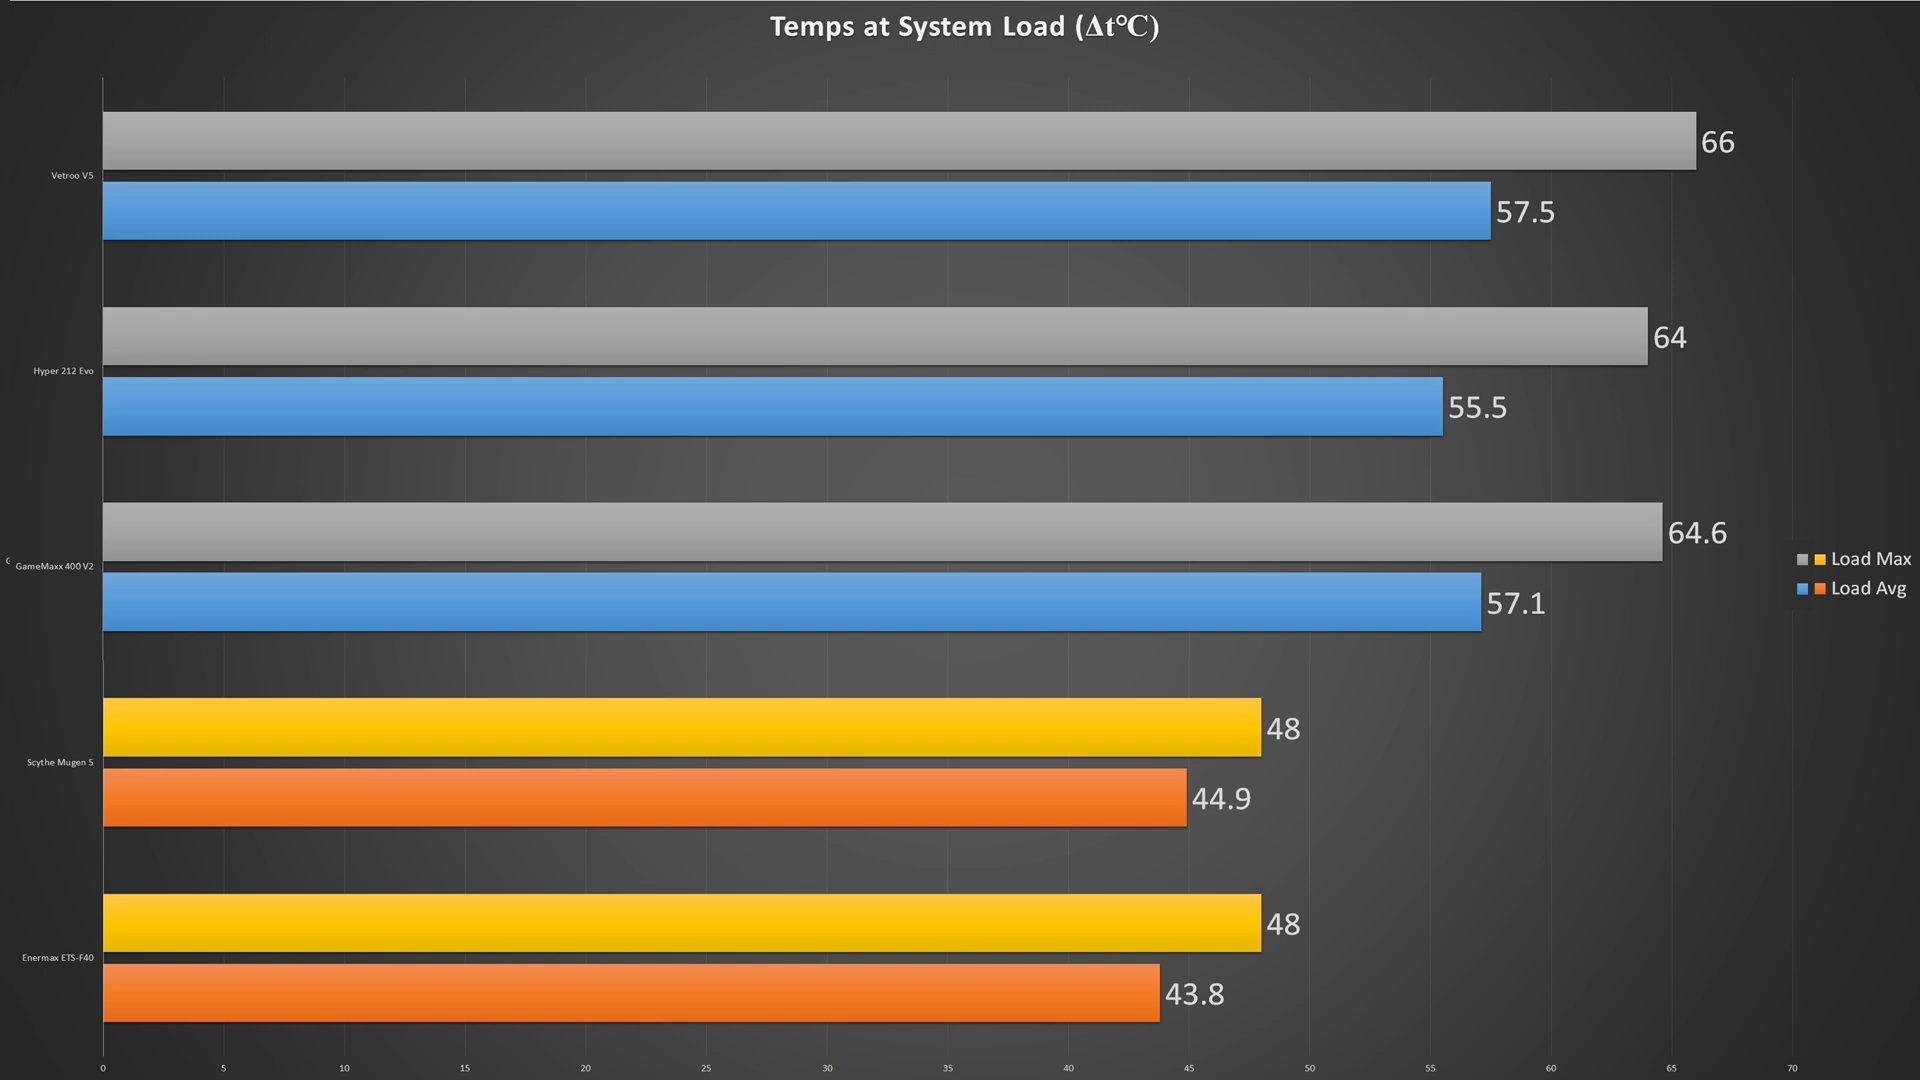 Temps at System Load (Δt°C)
66
Vetroo V5
57.5
64
Hyper 212 Evo
55.5
64.6
GameMaxx 400 V2
57.1
Load Max
Load Avg
48
Scythe Mugen 5
44.9
48
Enermax ETS-F40
43.8
0 5 10 15 20 25 30 35 40 45 50 55 60 65 70